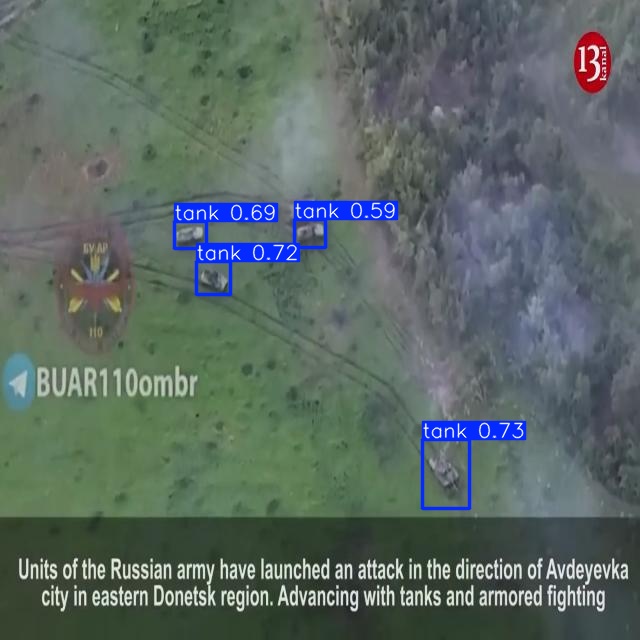 13
kanal
tank 0.69
tank 0.59
tank 0.72
БУАР
110
BUAR110ombr
tank 0.73
Units of the Russian army have launched an attack in the direction of Avdeyevka
city in eastern Donetsk region. Advancing with tanks and armored fighting